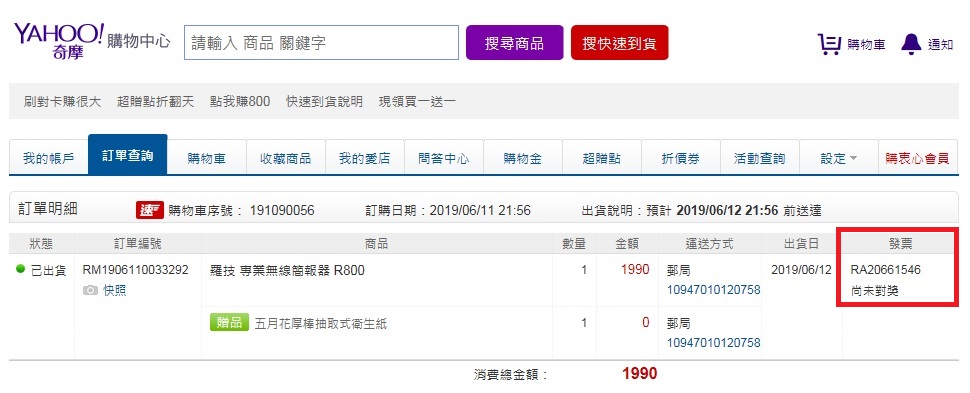 YAHOO! 奇摩 購物中心 請輸入 商品 關鍵字 搜尋商品 搜快速到貨 購物車 通知
刷對卡賺很大 超贈點折翻天 點我賺800 快速到貨說明 現領買一送一
我的帳戶 訂單查詢 購物車 收藏商品 我的愛店 問答中心 購物金 超贈點 折價券 活動查詢 設定 購衷心會員
訂單明細 速 購物車序號： 191090056 訂購日期：2019/06/11 21:56 出貨說明：預計 2019/06/12 21:56 前送達
狀態 訂單編號 商品 數量 金額 運送方式 出貨日 發票
已出貨 RM1906110033292 羅技 專業無線簡報器 R800 1 1990 郵局 2019/06/12 RA20661546
快照 10947010120758 尚未對獎
贈品 五月花厚棒抽取式衛生紙 1 0 郵局
10947010120758
消費總金額： 1990